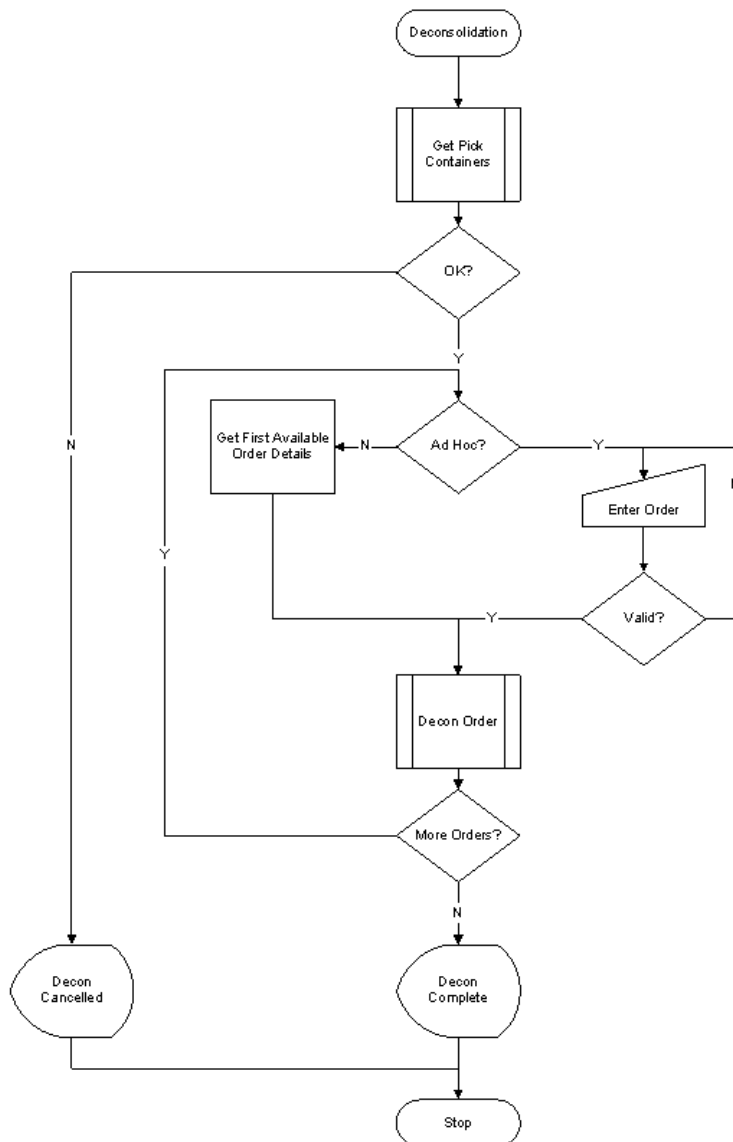 Deconsolidation
Get Pick
Containers
OK?
Y
N
Get First Available
Order Details
N
Ad Hoc?
Y
Enter Order
Y
Y
Valid?
Decon Order
More Orders?
N
Decon
Cancelled
Decon
Complete
Stop